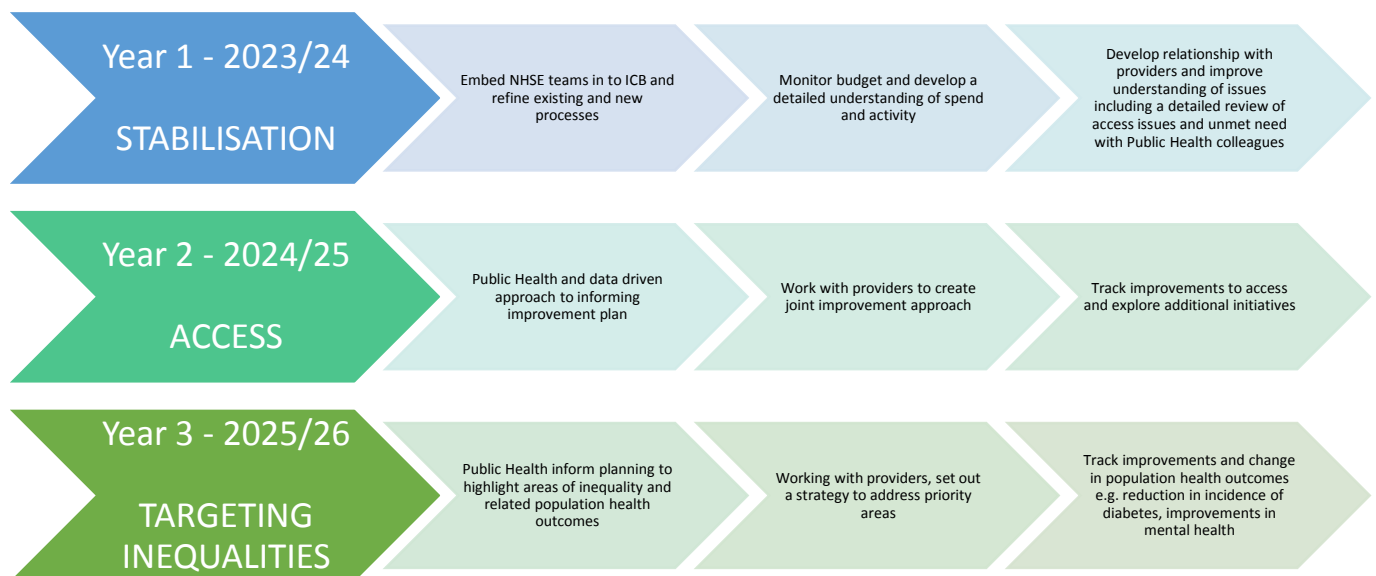 Year 1 - 2023/24
STABILISATION
Embed NHSE teams in to ICB and
refine existing and new
processes
Monitor budget and develop a
detailed understanding of spend
and activity
Develop relationship with
providers and improve
understanding of issues
including a detailed review of
access issues and unmet need
with Public Health colleagues
Year 2 - 2024/25
ACCESS
Public Health and data driven
approach to informing
improvement plan
Work with providers to create
joint improvement approach
Track improvements to access
and explore additional initiatives
Year 3 - 2025/26
TARGETING
INEQUALITIES
Public Health inform planning to
highlight areas of inequality and
related population health
outcomes
Working with providers, set out
a strategy to address priority
areas
Track improvements and change
in population health outcomes
e.g. reduction in incidence of
diabetes, improvements in
mental health